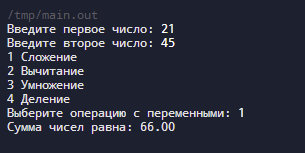 /tmp/main.out
Введите первое число: 21
Введите второе число: 45
1 Сложение
2 Вычитание
3 Умножение
4 Деление
Выберите операцию с переменными: 1
Сумма чисел равна: 66.00